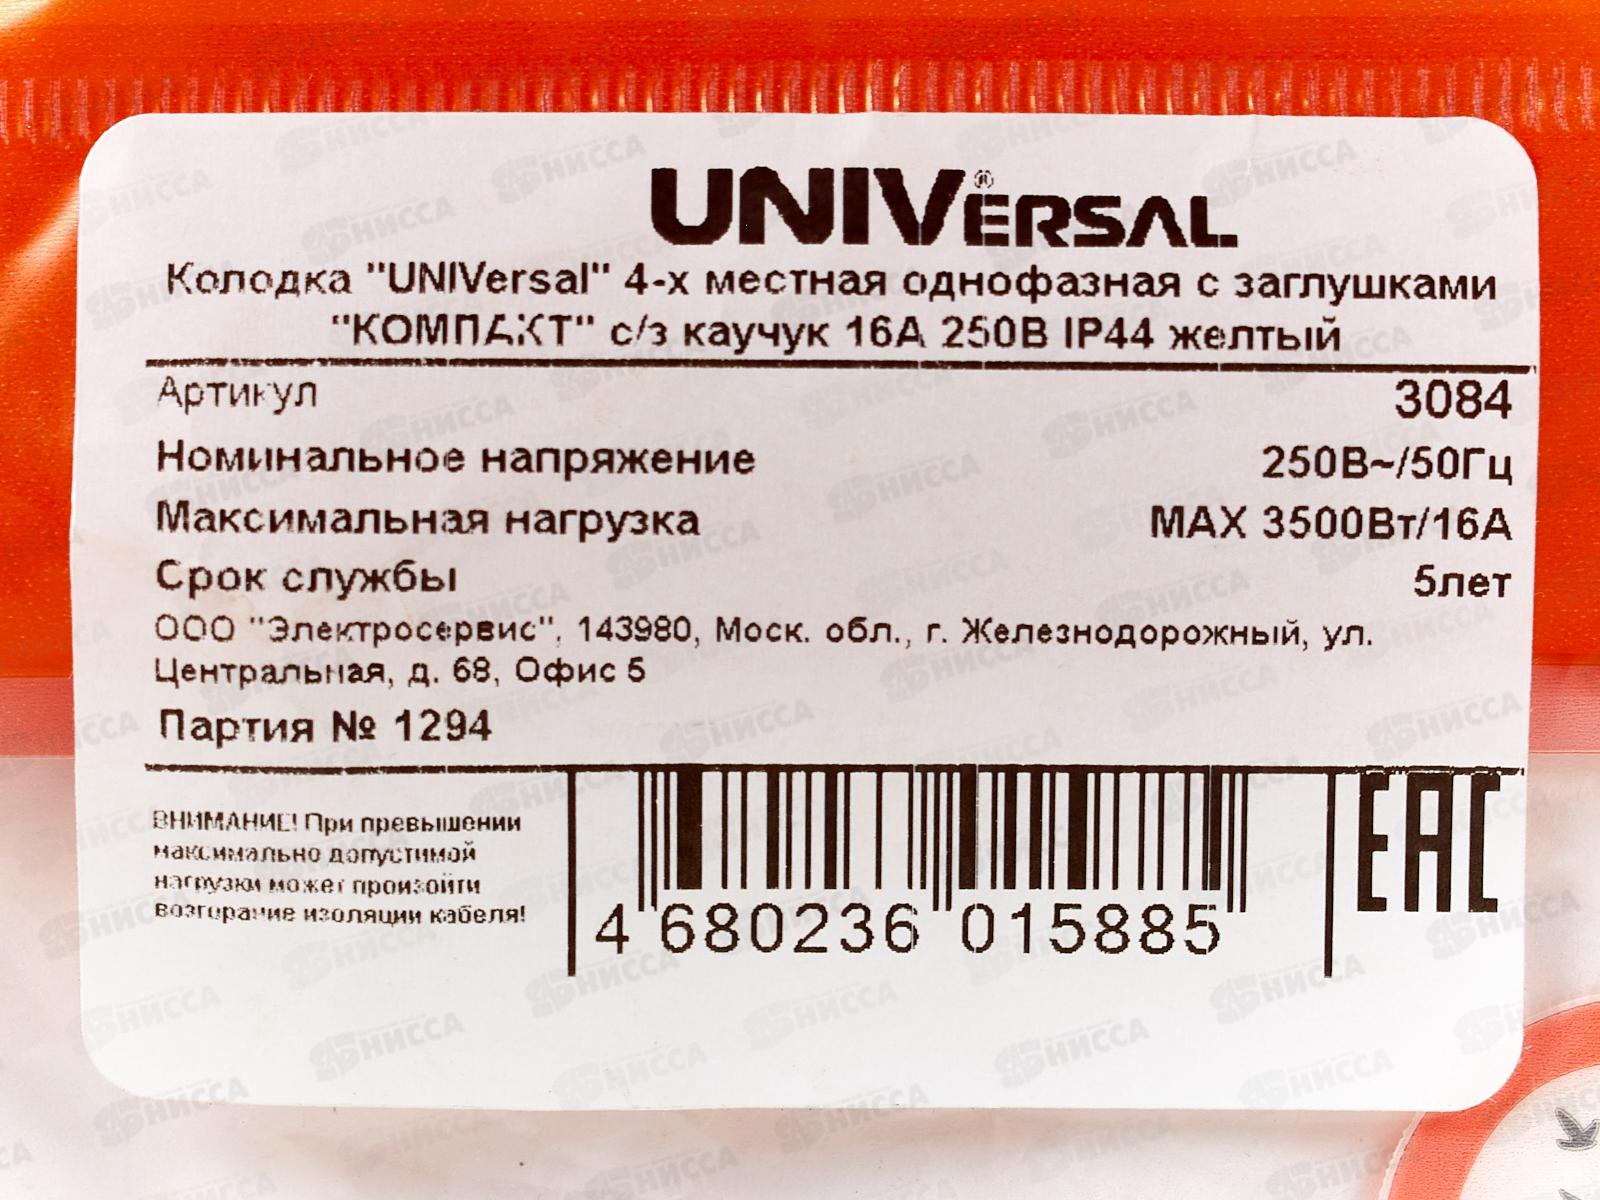 UNIVERSAL®
Колодка "UNIVersal" 4-х местная однофазная с заглушками
"КОМПАКТ" с/з каучук 16А 250В IP44 желтый
Артикул 3084
Номинальное напряжение 250В~/50Гц
Максимальная нагрузка MAX 3500Вт/16А
Срок службы 5лет
ООО "Электросервис", 143980, Моск. обл., г. Железнодорожный, ул.
Центральная, д. 68, Офис 5
Партия № 1294
ВНИМАНИЕ! При превышении
максимально допустимой
нагрузки может произойти
возгорание изоляции кабеля!
4 680236 015885
EAC